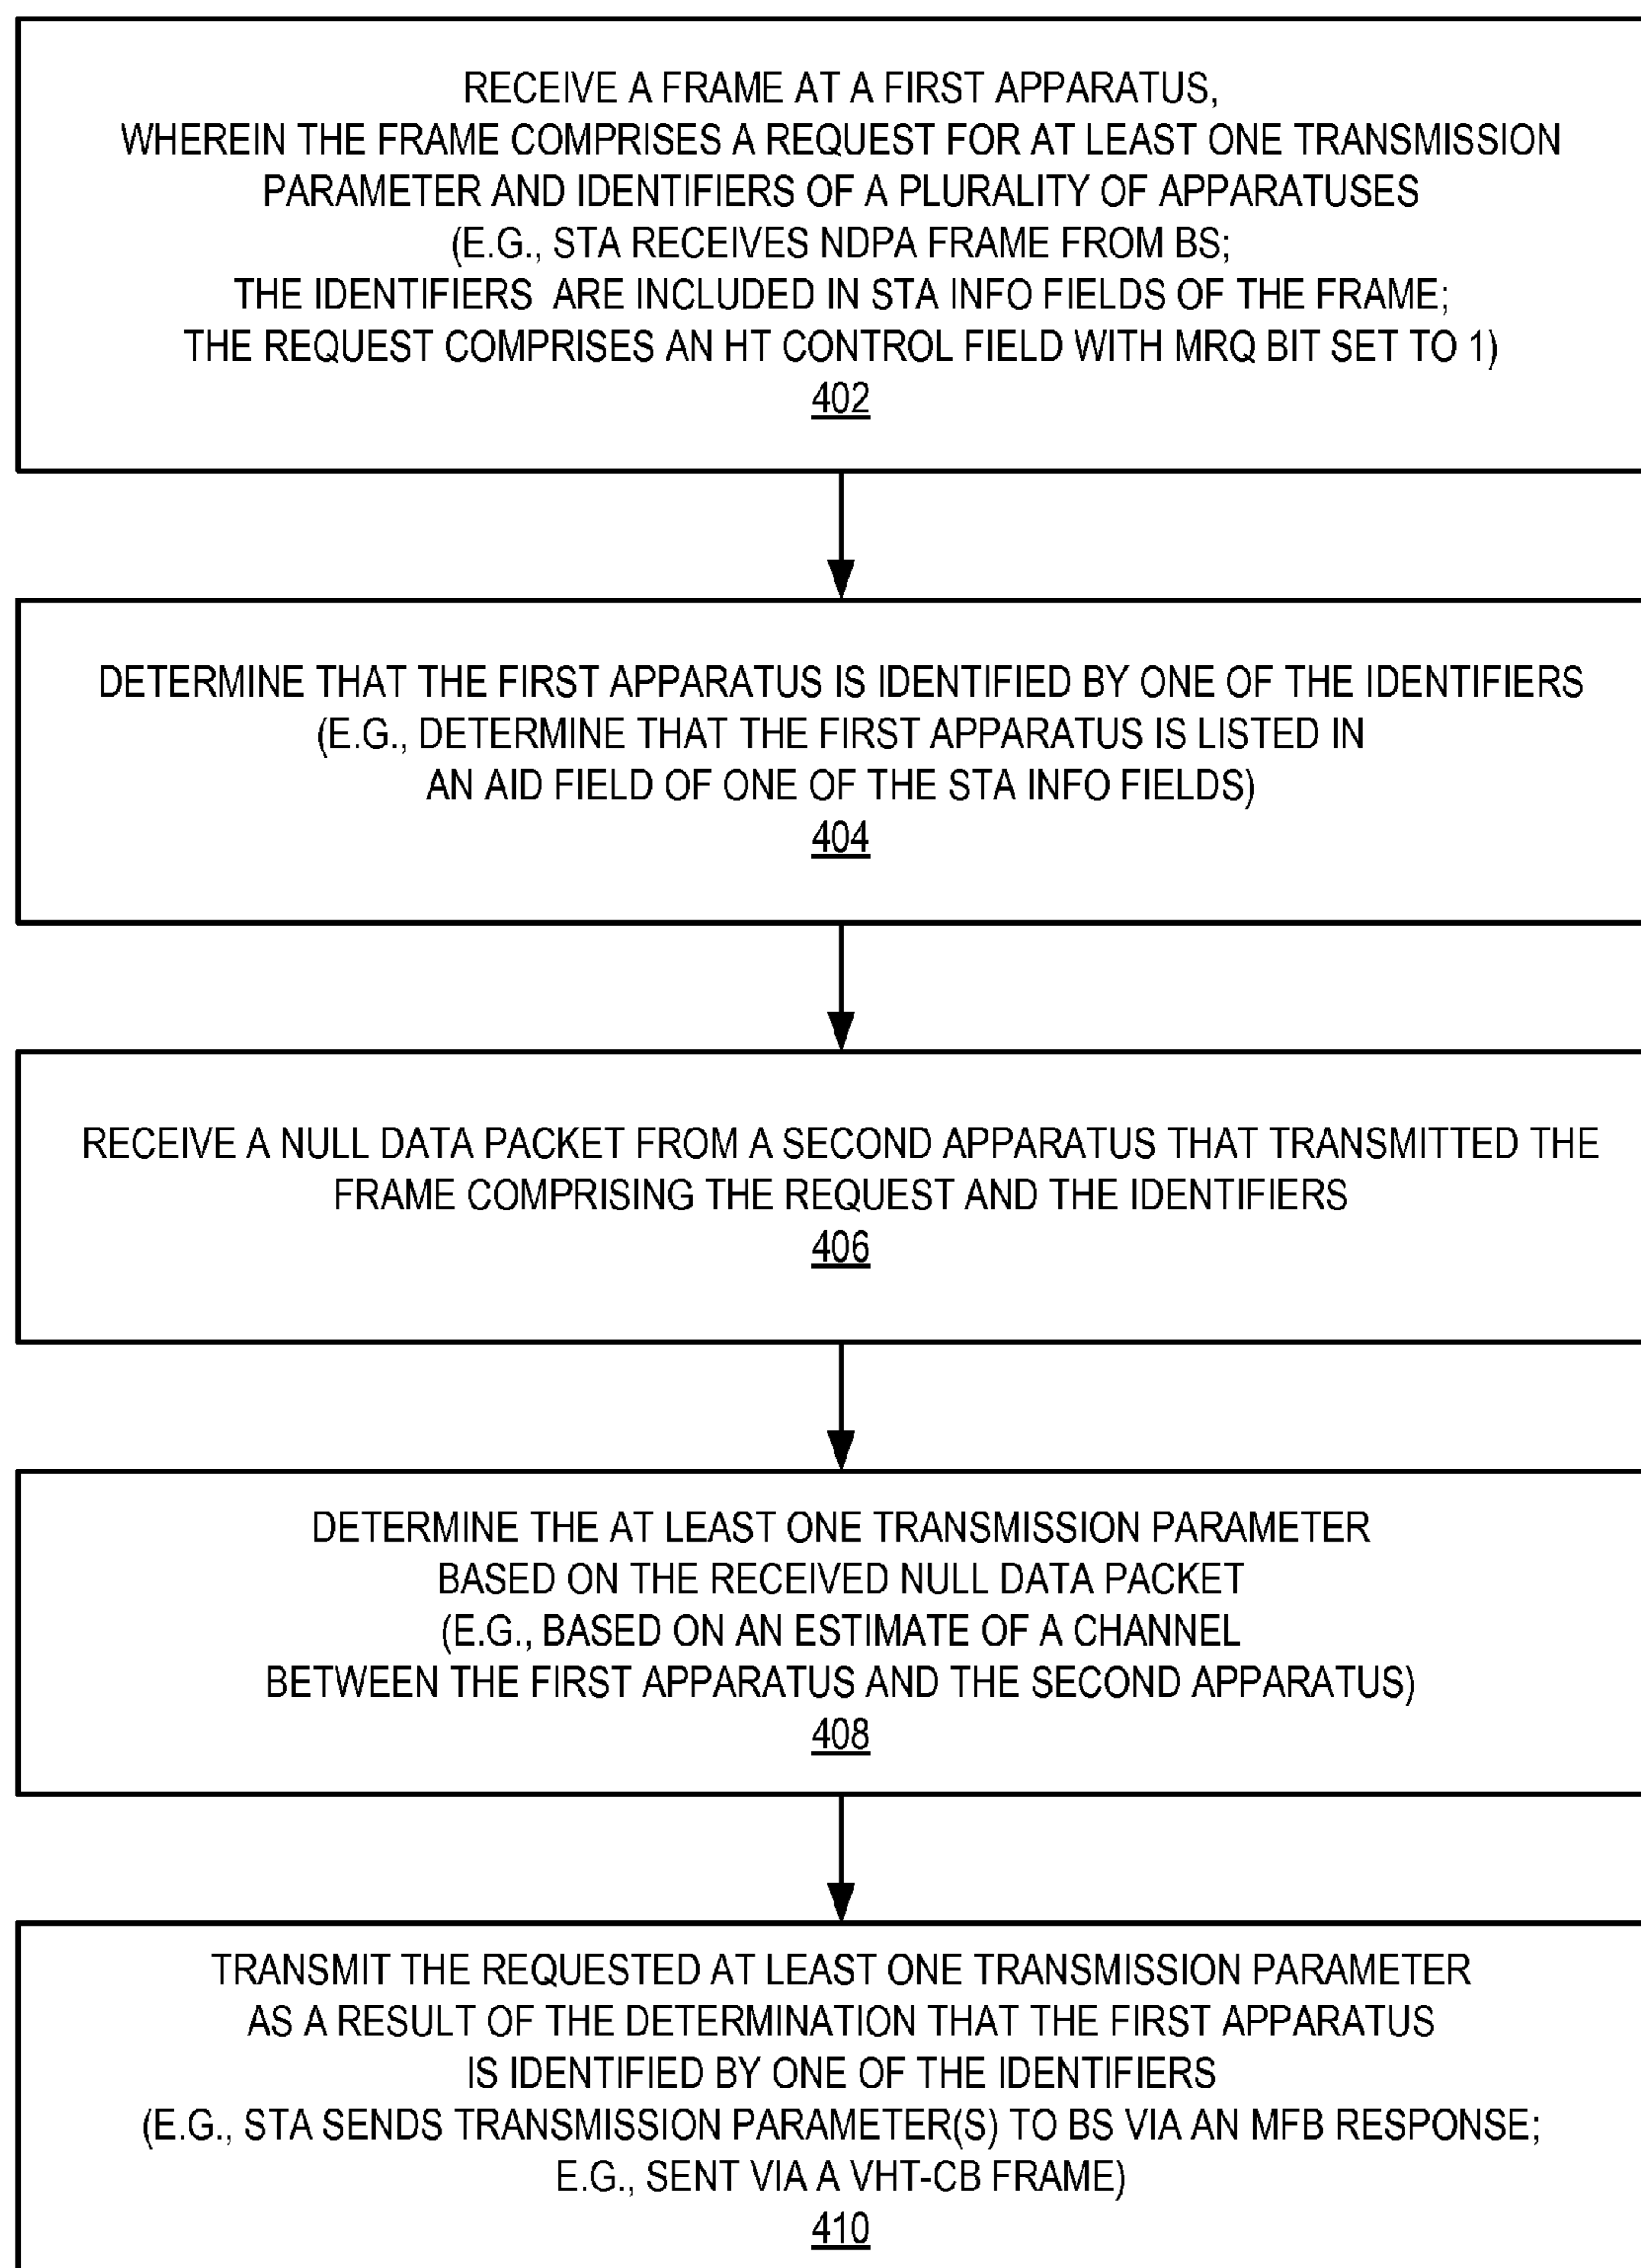 RECEIVE A FRAME AT A FIRST APPARATUS,
WHEREIN THE FRAME COMPRISES A REQUEST FOR AT LEAST ONE TRANSMISSION
PARAMETER AND IDENTIFIERS OF A PLURALITY OF APPARATUSES
(E.G., STA RECEIVES NDPA FRAME FROM BS;
THE IDENTIFIERS ARE INCLUDED IN STA INFO FIELDS OF THE FRAME;
THE REQUEST COMPRISES AN HT CONTROL FIELD WITH MRQ BIT SET TO 1)
402
DETERMINE THAT THE FIRST APPARATUS IS IDENTIFIED BY ONE OF THE IDENTIFIERS
(E.G., DETERMINE THAT THE FIRST APPARATUS IS LISTED IN
AN AID FIELD OF ONE OF THE STA INFO FIELDS)
404
RECEIVE A NULL DATA PACKET FROM A SECOND APPARATUS THAT TRANSMITTED THE
FRAME COMPRISING THE REQUEST AND THE IDENTIFIERS
406
DETERMINE THE AT LEAST ONE TRANSMISSION PARAMETER
BASED ON THE RECEIVED NULL DATA PACKET
(E.G., BASED ON AN ESTIMATE OF A CHANNEL
BETWEEN THE FIRST APPARATUS AND THE SECOND APPARATUS)
408
TRANSMIT THE REQUESTED AT LEAST ONE TRANSMISSION PARAMETER
AS A RESULT OF THE DETERMINATION THAT THE FIRST APPARATUS
IS IDENTIFIED BY ONE OF THE IDENTIFIERS
(E.G., STA SENDS TRANSMISSION PARAMETER(S) TO BS VIA AN MFB RESPONSE;
E.G., SENT VIA A VHT-CB FRAME)
410